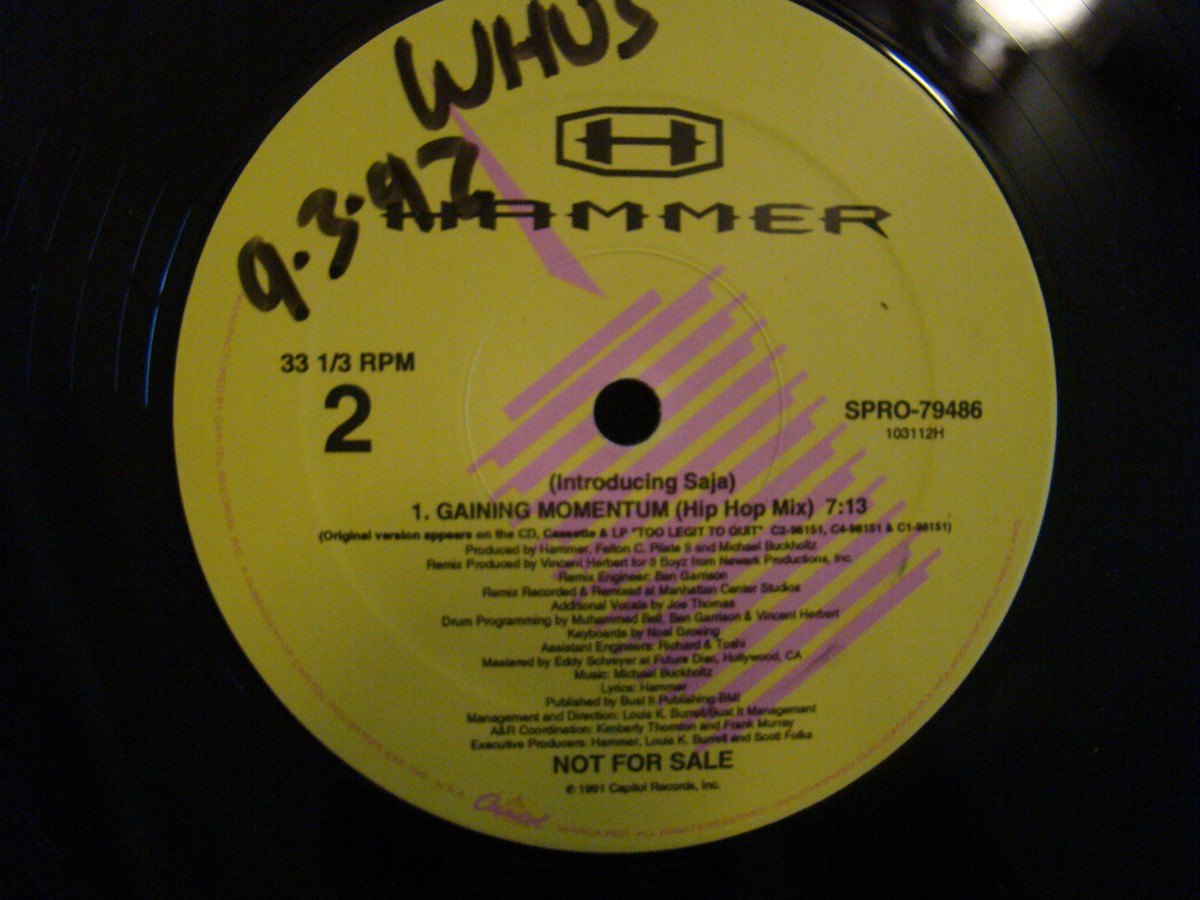 WHUS
9.3.92
H
HAMMER
33 1/3 RPM
2
SPRO-79486
103112H
(Introducing Saja)
1. GAINING MOMENTUM (Hip Hop Mix) 7:13
(Original version appears on the CD, Cassette & LP "TOO LEGIT TO QUIT" C2-98151, C4-98151 & C1-98151)
Produced by Hammer, Felton C. Pilate II and Michael Buckholtz
Remix Produced by Vincent Herbert for 3 Boyz from Newark Productions, Inc.
Remix Engineer: Ben Garrison
Remix Recorded & Remixed at Manhattan Center Studios
Additional Vocals by Joe Thomas
Drum Programming by Muhammed Bell, Ben Garrison & Vincent Herbert
Keyboards by Noel Groeing
Assistant Engineers: Richard & Toshi
Mastered by Eddy Schreyer at Future Disc, Hollywood, CA
Music: Michael Buckholtz
Lyrics: Hammer
Published by Bust It Publishing-BMI
Management and Direction: Louis K. Burrell/Bust It Management
A&R Coordination: Kimberly Thornton and Frank Murray
Executive Producers: Hammer, Louis K. Burrell and Scott Folks
NOT FOR SALE
℗ 1991 Capitol Records, Inc.
Capitol